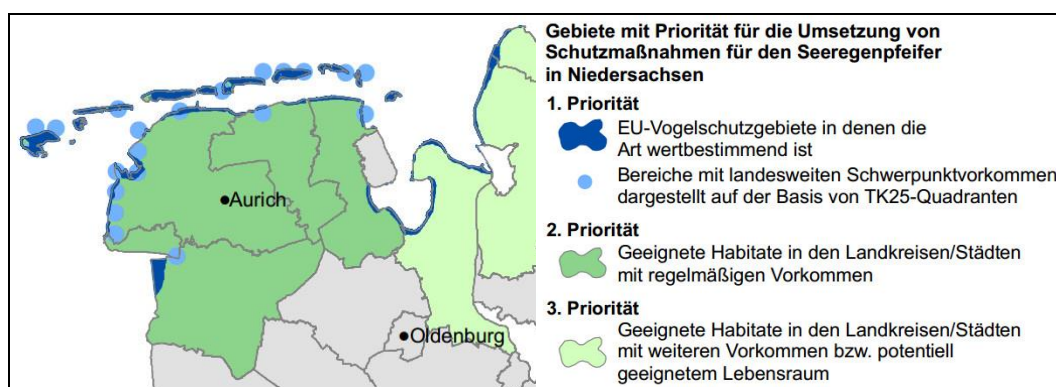 Gebiete mit Priorität für die Umsetzung von
Schutzmaßnahmen für den Seeregenpfeifer
in Niedersachsen
1. Priorität
EU-Vogelschutzgebiete in denen die
Art wertbestimmend ist
Bereiche mit landesweiten Schwerpunktvorkommen
dargestellt auf der Basis von TK25-Quadranten
2. Priorität
Geeignete Habitate in den Landkreisen/Städten
mit regelmäßigen Vorkommen
3. Priorität
Geeignete Habitate in den Landkreisen/Städten
mit weiteren Vorkommen bzw. potentiell
geeignetem Lebensraum
Aurich
Oldenburg